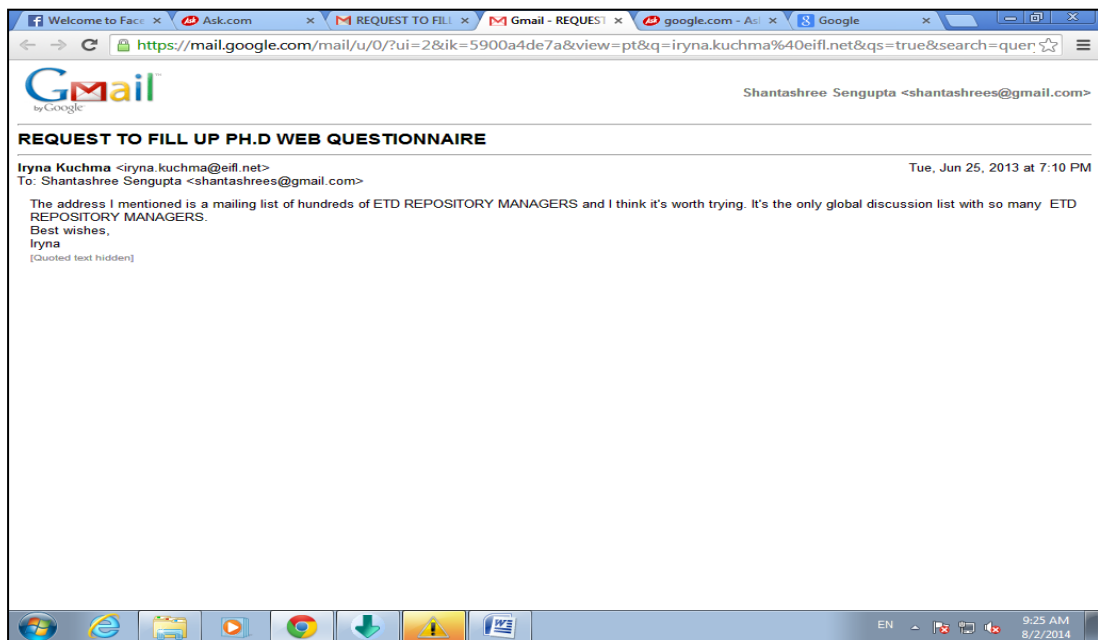 Welcome to Face
Ask.com
REQUEST TO FILL
Gmail - REQUEST
google.com - As
Google
https://mail.google.com/mail/u/0/?ui=2&ik=5900a4de7a&view=pt&q=iryna.kuchma%40eifl.net&qs=true&search=quer
Gmail
by Google
Shantashree Sengupta <shantashrees@gmail.com>
REQUEST TO FILL UP PH.D WEB QUESTIONNAIRE
Iryna Kuchma <iryna.kuchma@eifl.net> Tue, Jun 25, 2013 at 7:10 PM
To: Shantashree Sengupta <shantashrees@gmail.com>
The address I mentioned is a mailing list of hundreds of ETD REPOSITORY MANAGERS and I think it's worth trying. It's the only global discussion list with so many ETD
REPOSITORY MANAGERS.
Best wishes,
Iryna
[Quoted text hidden]
EN
9:25 AM
8/2/2014